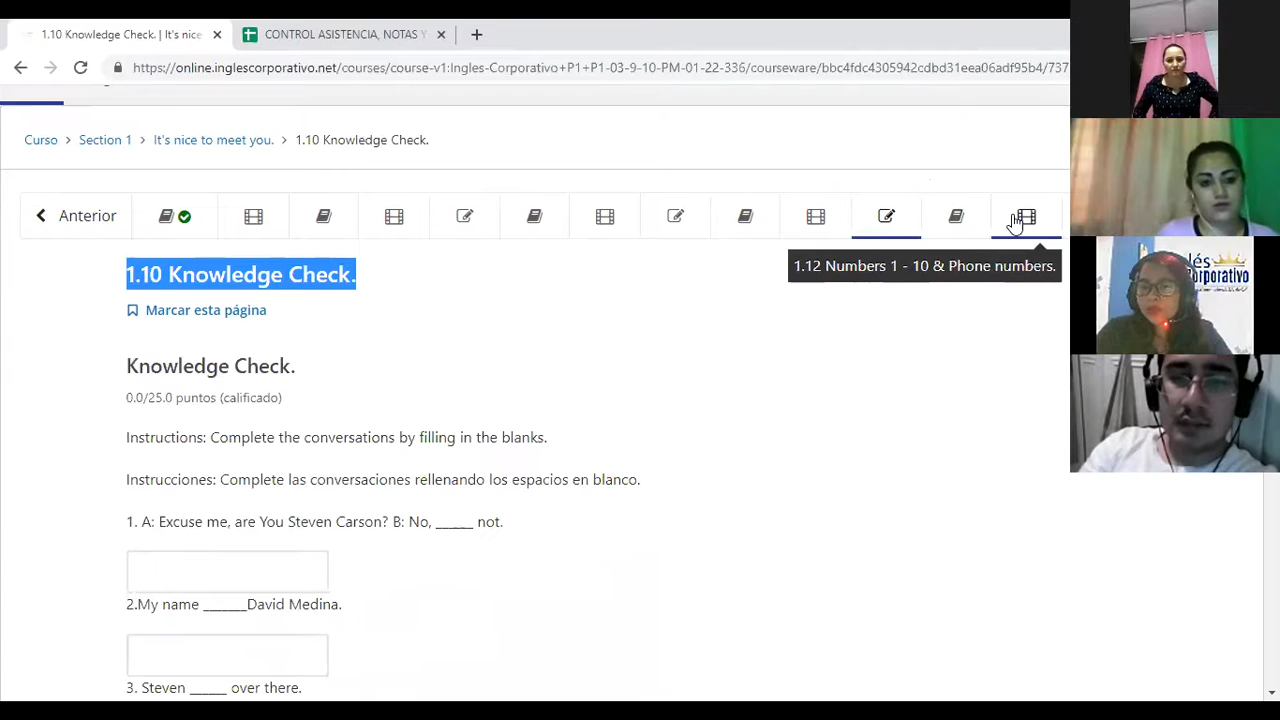 1.10 Knowledge Check. | It's nice
CONTROL ASISTENCIA, NOTAS Y
https://online.inglescorporativo.net/courses/course-v1:Ingles-Corporativo+P1+P1-03-9-10-PM-01-22-336/courseware/bbc4fdc4305942cdbd31eea06adf95b4/737
Curso > Section 1 > It's nice to meet you. > 1.10 Knowledge Check.
Anterior
1.12 Numbers 1 - 10 & Phone numbers.
1.10 Knowledge Check.
Marcar esta página
Knowledge Check.
0.0/25.0 puntos (calificado)
Instructions: Complete the conversations by filling in the blanks.
Instrucciones: Complete las conversaciones rellenando los espacios en blanco.
1. A: Excuse me, are You Steven Carson? B: No, ______ not.
2.My name _______David Medina.
3. Steven ______ over there.
lés
orporativo